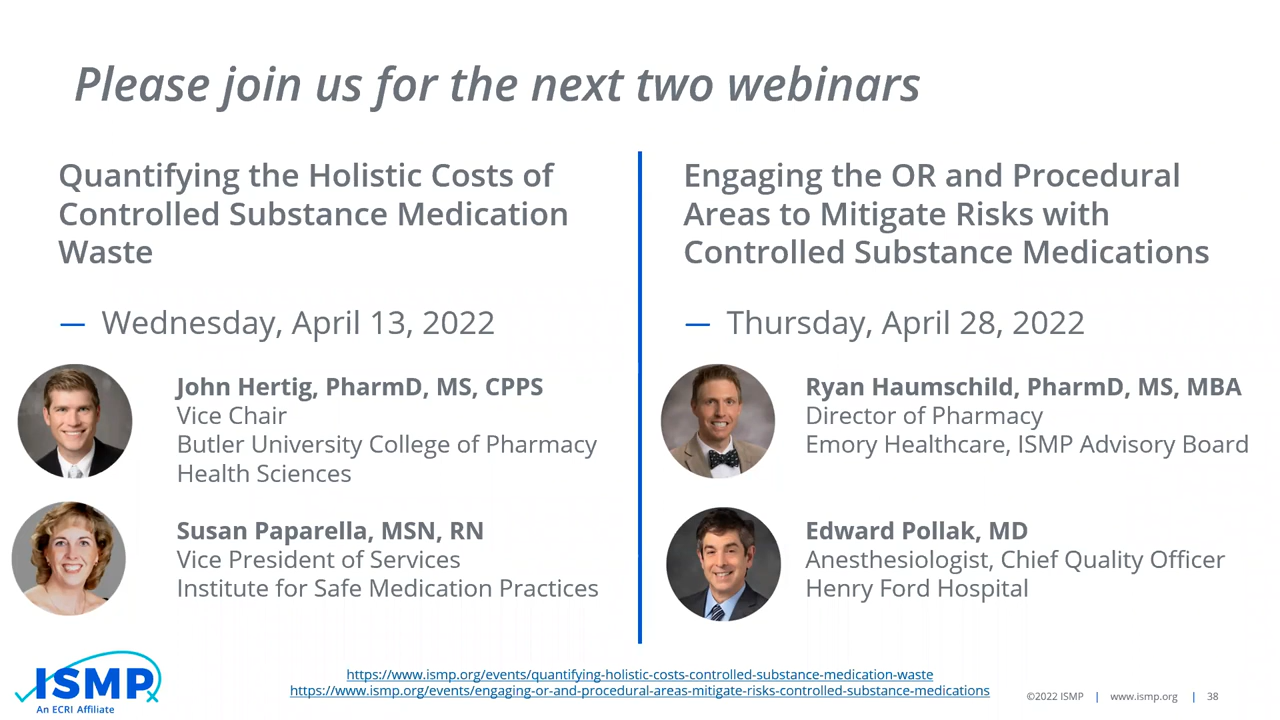 Please join us for the next two webinars
Quantifying the Holistic Costs of
Controlled Substance Medication
Waste
— Wednesday, April 13, 2022
John Hertig, PharmD, MS, CPPS
Vice Chair
Butler University College of Pharmacy
Health Sciences
Susan Paparella, MSN, RN
Vice President of Services
Institute for Safe Medication Practices
Engaging the OR and Procedural
Areas to Mitigate Risks with
Controlled Substance Medications
— Thursday, April 28, 2022
Ryan Haumschild, PharmD, MS, MBA
Director of Pharmacy
Emory Healthcare, ISMP Advisory Board
Edward Pollak, MD
Anesthesiologist, Chief Quality Officer
Henry Ford Hospital
ISMP
An ECRI Affiliate
https://www.ismp.org/events/quantifying-holistic-costs-controlled-substance-medication-waste
https://www.ismp.org/events/engaging-or-and-procedural-areas-mitigate-risks-controlled-substance-medications
©2022 ISMP | www.ismp.org | 38